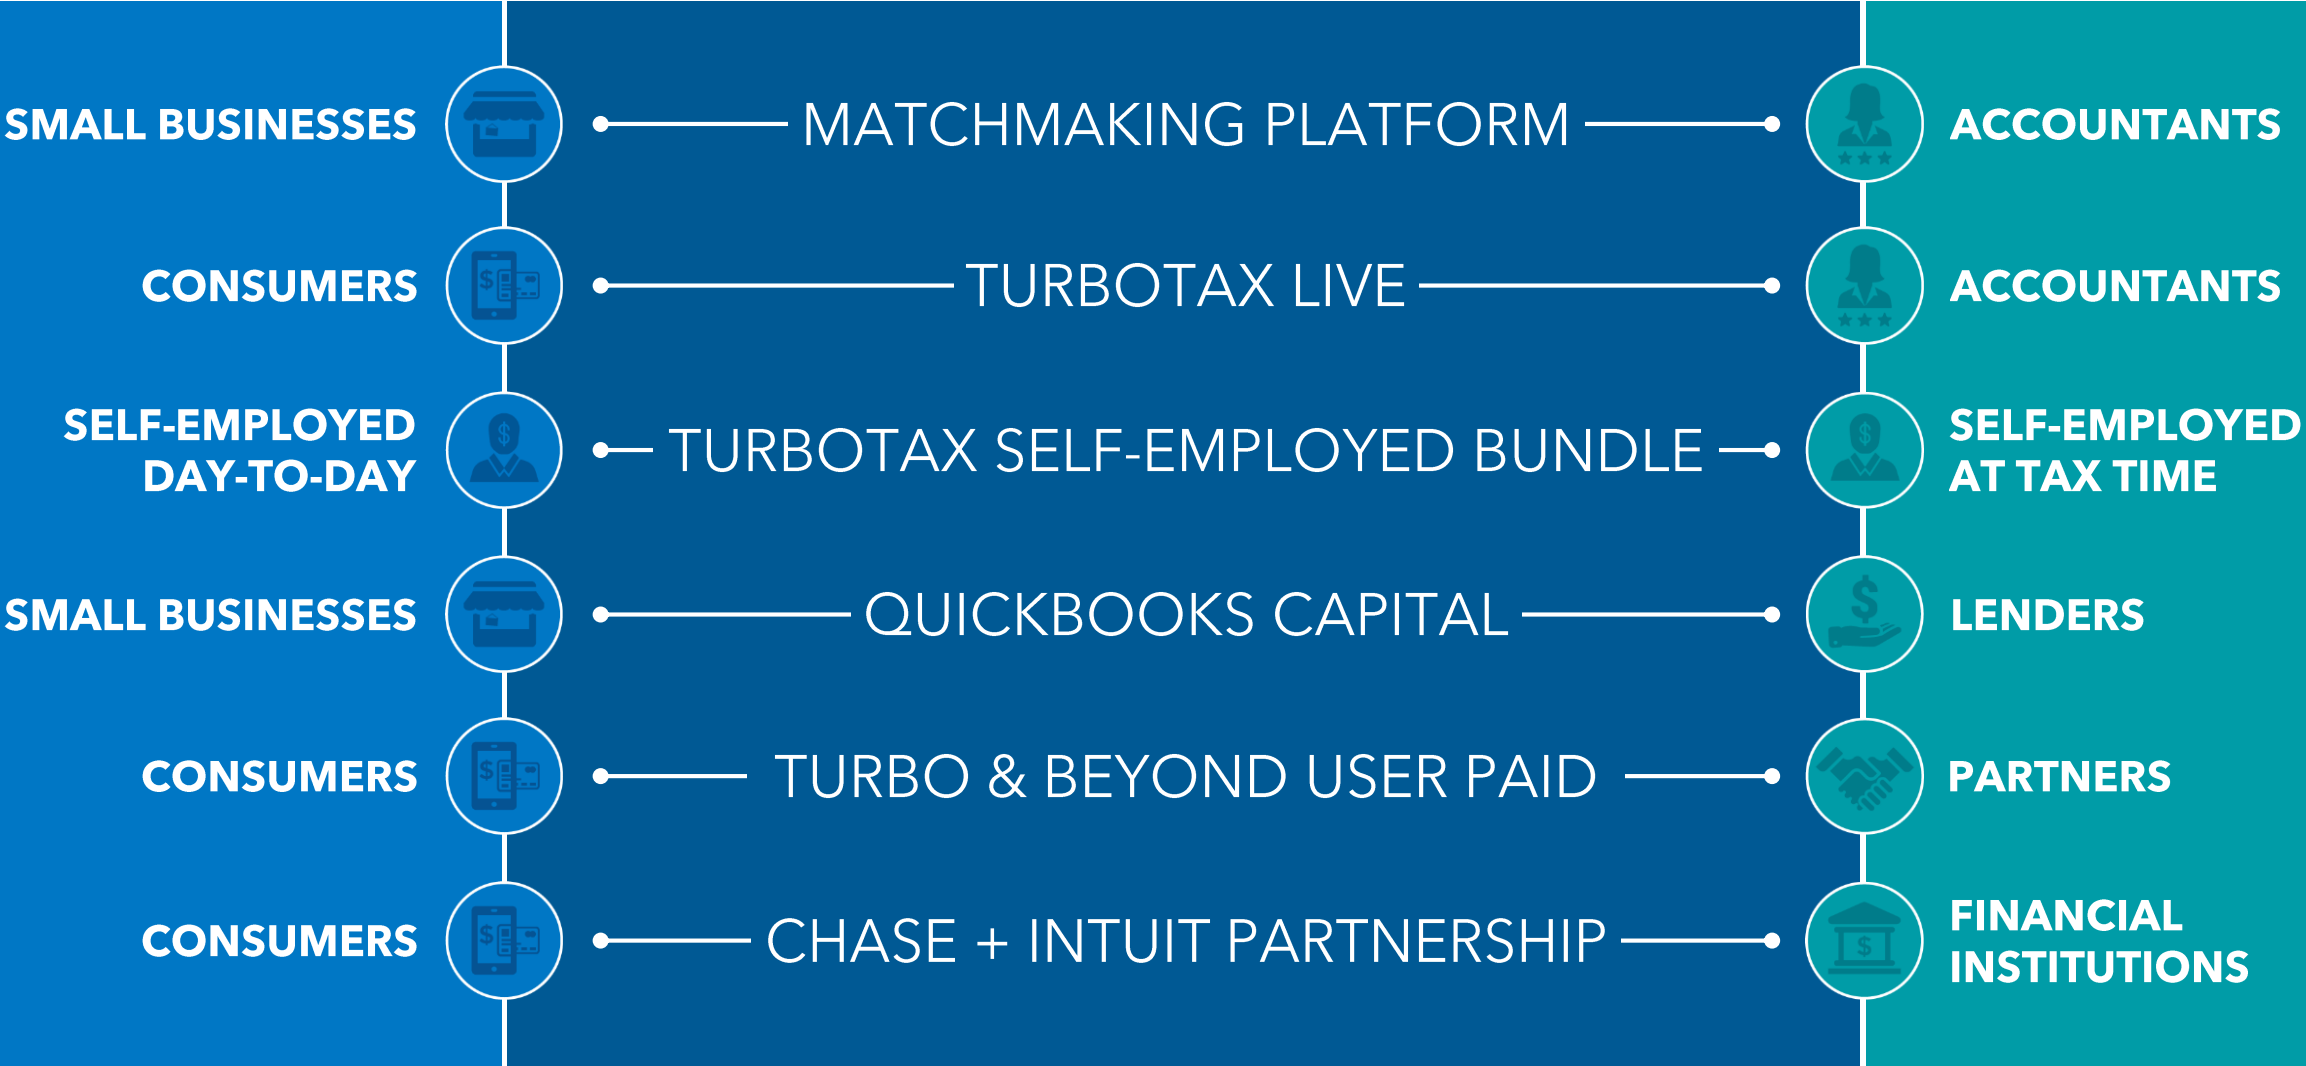 SMALL BUSINESSES MATCHMAKING PLATFORM ACCOUNTANTS
CONSUMERS TURBOTAX LIVE ACCOUNTANTS
SELF-EMPLOYED
DAY-TO-DAY
TURBOTAX SELF-EMPLOYED BUNDLE
SELF-EMPLOYED
AT TAX TIME
SMALL BUSINESSES QUICKBOOKS CAPITAL LENDERS
CONSUMERS TURBO & BEYOND USER PAID PARTNERS
CONSUMERS CHASE + INTUIT PARTNERSHIP
FINANCIAL
INSTITUTIONS